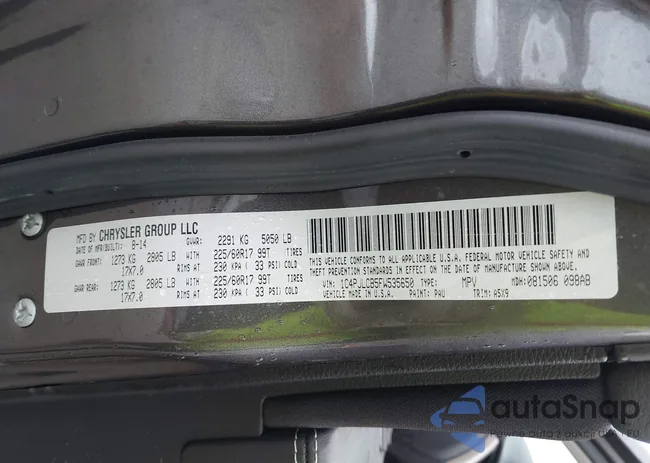 MFD BY CHRYSLER GROUP LLC
DATE OF MFR(BUILT): 8-14 GVWR: 2291 KG 5050 LB
GAWR FRONT: 1273 KG 2805 LB WITH 225/60R17 99T TIRES
17X7.0 RIMS AT 230 KPA ( 33 PSI) COLD
GAWR REAR: 1273 KG 2805 LB WITH 225/60R17 99T TIRES
17X7.0 RIMS AT 230 KPA ( 33 PSI) COLD
THIS VEHICLE CONFORMS TO ALL APPLICABLE U.S.A. FEDERAL MOTOR VEHICLE SAFETY AND
THEFT PREVENTION STANDARDS IN EFFECT ON THE DATE OF MANUFACTURE SHOWN ABOVE.
VIN: 1C4PJLCB5FW535650 TYPE: MPV MDH: 081506 098AB
VEHICLE MADE IN U.S.A. PAINT: PAU TRIM: A5X9
autoSnap